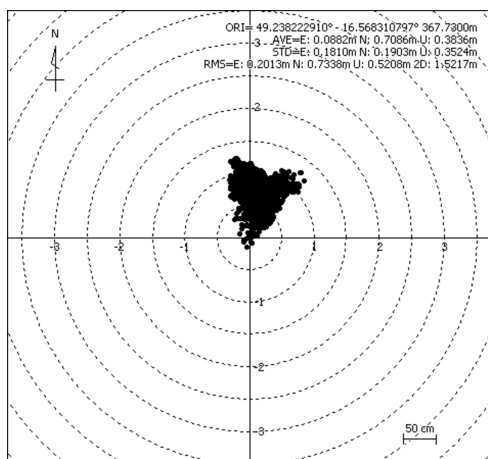 ORI= 49.238222910° - 16.568310797° 367.7300m
AVE=E: 0.0882m N: 0.7086m U: 0.3836m
STD=E: 0.1810m N: 0.1903m U: 0.3524m
RMS=E: 0.2013m N: 0.7338m U: 0.5208m 2D: 1.5217m
N
3
2
-3
-2
-1
1
2
3
-1
-2
-3
50 cm